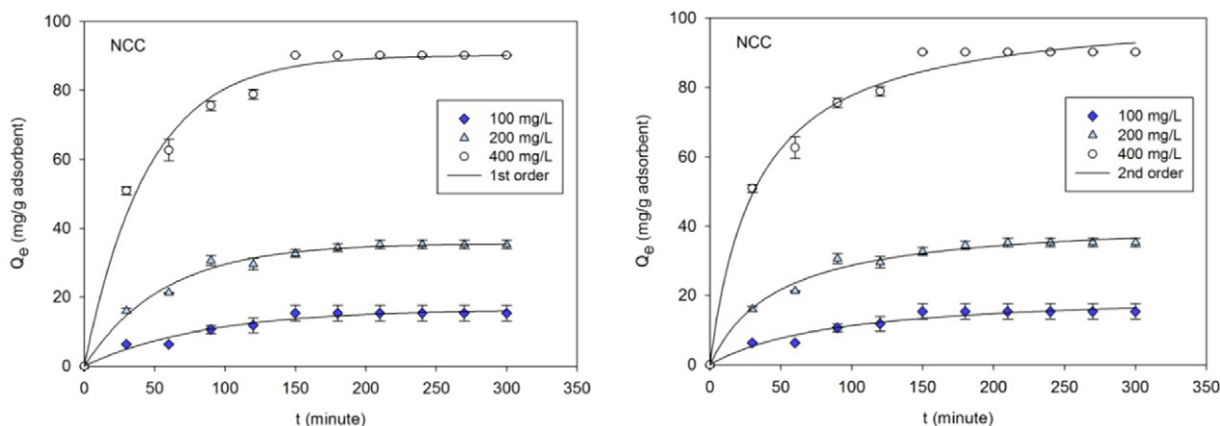 100
80
60
40
20
0
Qe (mg/g adsorbent)
NCC
100 mg/L
200 mg/L
400 mg/L
1st order
0 50 100 150 200 250 300 350
t (minute)
100
80
60
40
20
0
Qe (mg/g adsorbent)
NCC
100 mg/L
200 mg/L
400 mg/L
2nd order
0 50 100 150 200 250 300 350
t (minute)